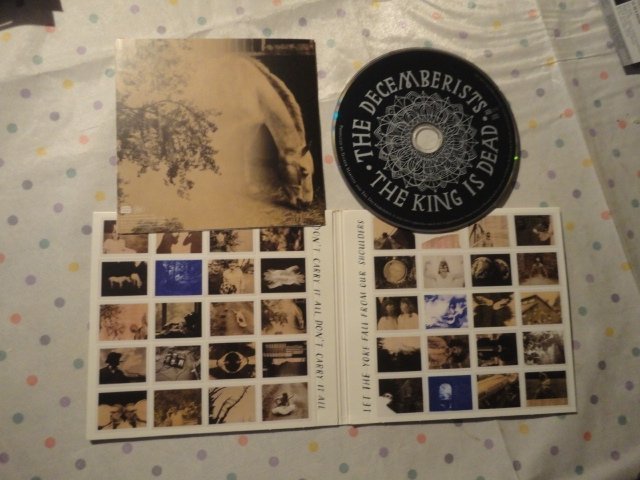 THE DECEMBERISTS
THE KING IS DEAD
DON'T CARRY IT ALL DON'T CARRY IT ALL
LET THE YOKE FALL FROM OUR SHOULDERS